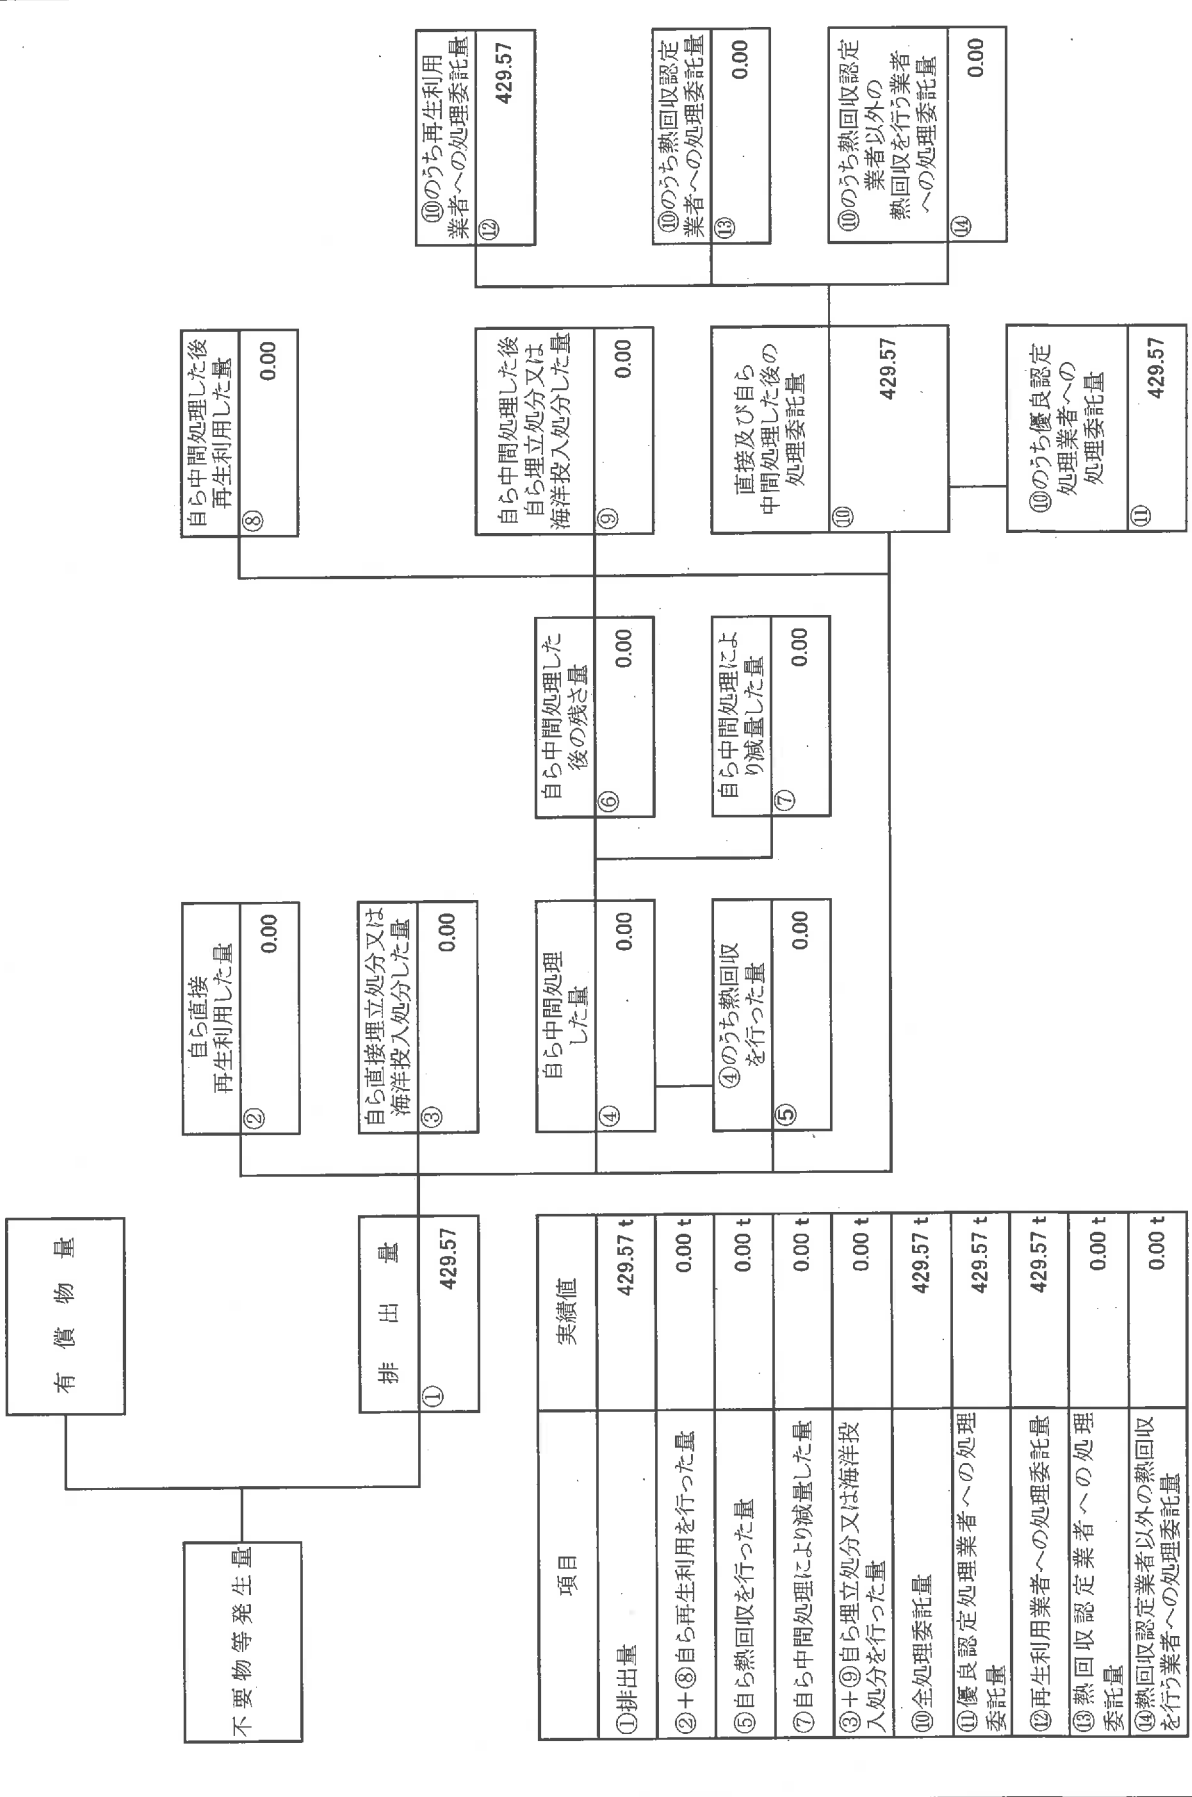 有償物量
不要物等発生量
排出量
①
429.57
自ら直接
再生利用した量
②
0.00
自ら直接埋立処分又は
海洋投入処分した量
③
0.00
自ら中間処理
した量
④
0.00
④のうち熱回収
を行った量
⑤
0.00
自ら中間処理した
後の残さ量
⑥
0.00
自ら中間処理によ
り減量した量
⑦
0.00
自ら中間処理した後
再生利用した量
⑧
0.00
自ら中間処理した後
自ら埋立処分又は
海洋投入処分した量
⑨
0.00
直接及び自ら
中間処理した後の
処理委託量
⑩
429.57
⑩のうち優良認定
処理業者への
処理委託量
⑪
429.57
⑩のうち再生利用
業者への処理委託量
⑫
429.57
⑩のうち熱回収認定
業者への処理委託量
⑬
0.00
⑩のうち熱回収認定
業者以外の
熱回収を行う業者
への処理委託量
⑭
0.00
項目 実績値
①排出量 429.57 t
②+⑧自ら再生利用を行った量 0.00 t
⑤自ら熱回収を行った量 0.00 t
⑦自ら中間処理により減量した量 0.00 t
③+⑨自ら埋立処分又は海洋投
入処分を行った量 0.00 t
⑩全処理委託量 429.57 t
⑪優良認定処理業者への処理
委託量 429.57 t
⑫再生利用業者への処理委託量 429.57 t
⑬熱回収認定業者への処理
委託量 0.00 t
⑭熱回収認定業者以外の熱回収
を行う業者への処理委託量 0.00 t